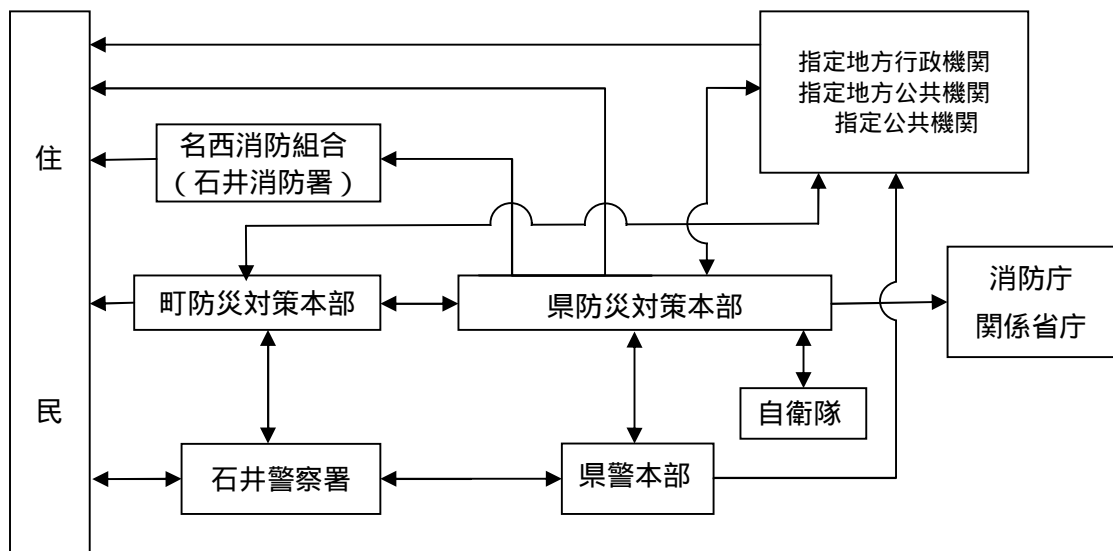 指定地方行政機関
指定地方公共機関
指定公共機関
住
民
名西消防組合
(石井消防署)
町防災対策本部
県防災対策本部
消防庁
関係省庁
自衛隊
石井警察署
県警本部